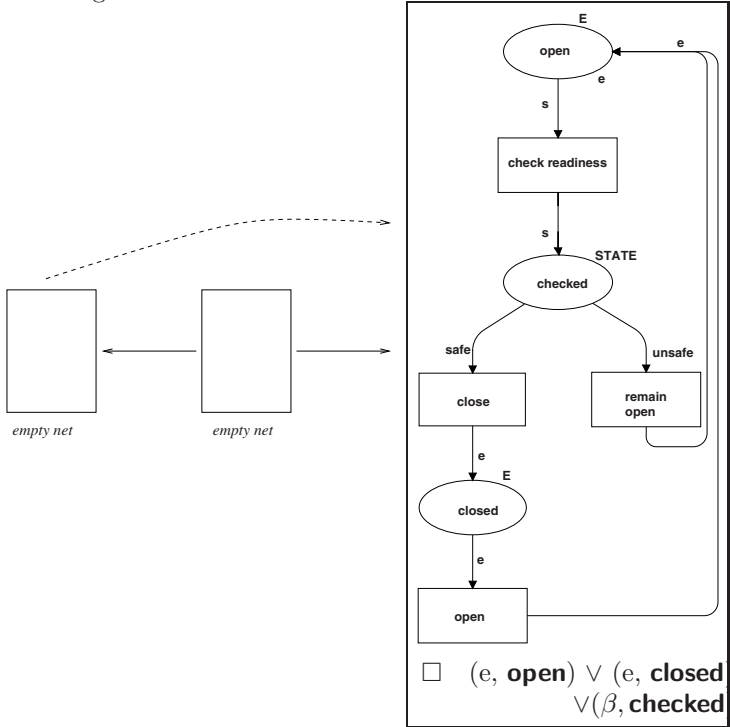 E
open
e
e
s
check readiness
s
STATE
checked
safe
unsafe
close
remain
open
e
E
closed
e
open
empty net
empty net
□ (e, open) ∨ (e, closed)
∨(β, checked